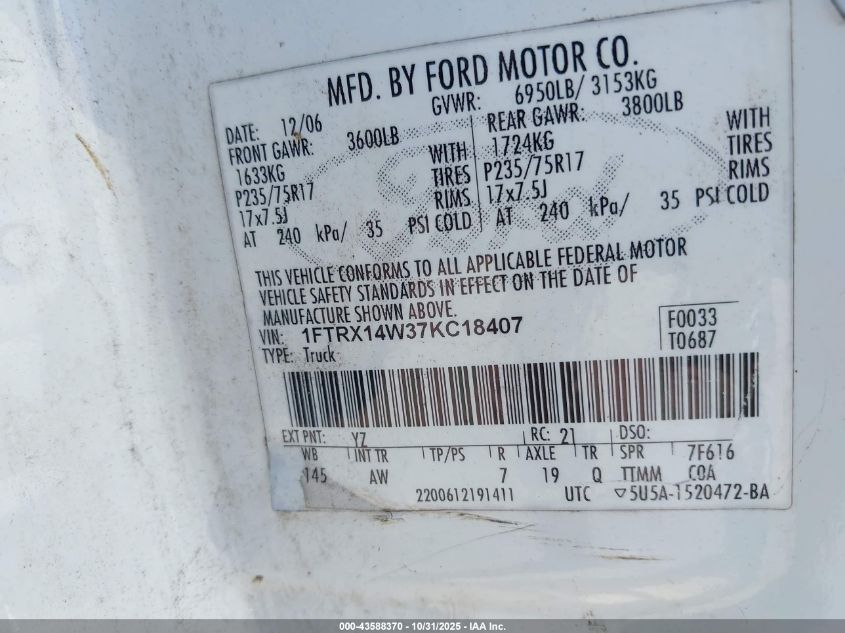 MFD. BY FORD MOTOR CO.
DATE: 12/06 GVWR: 6950LB/ 3153KG
FRONT GAWR: 3600LB REAR GAWR: 3800LB
1633KG WITH 1724KG WITH
P235/75R17 TIRES P235/75R17 TIRES
17x7.5J RIMS 17x7.5J RIMS
AT 240 kPa/ 35 PSI COLD AT 240 kPa/ 35 PSI COLD
THIS VEHICLE CONFORMS TO ALL APPLICABLE FEDERAL MOTOR
VEHICLE SAFETY STANDARDS IN EFFECT ON THE DATE OF
MANUFACTURE SHOWN ABOVE.
VIN: 1FTRX14W37KC18407 F0033
TYPE: Truck T0687
EXT PNT: YZ RC: 21 DSO:
WB INT TR TP/PS R AXLE TR SPR 7F616
145 AW 7 19 Q TTMM COA
2200612191411 UTC ▽5U5A-1520472-BA
000-43588370 - 10/31/2025 - IAA Inc.